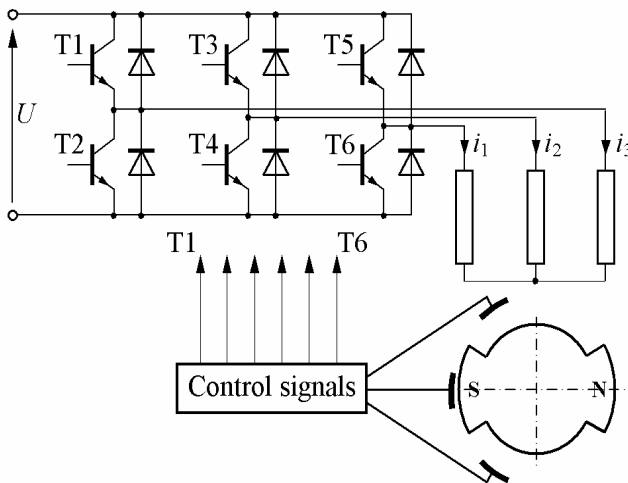 T1 T3 T5
U
T2 T4 T6 i1 i2 i3
T1 T6
Control signals
S N